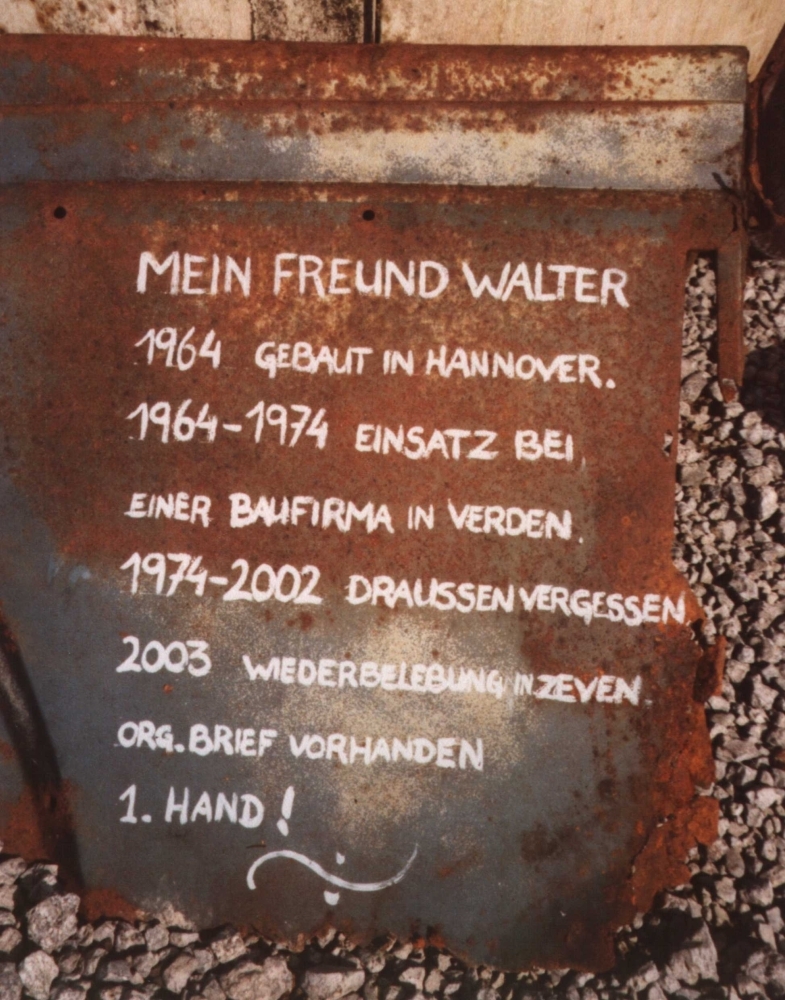 MEIN FREUND WALTER
1964 GEBAUT IN HANNOVER.
1964-1974 EINSATZ BEI
EINER BAUFIRMA IN VERDEN.
1974-2002 DRAUSSEN VERGESSEN
2003 WIEDERBELEBUNG IN ZEVEN.
ORG. BRIEF VORHANDEN
1. HAND!